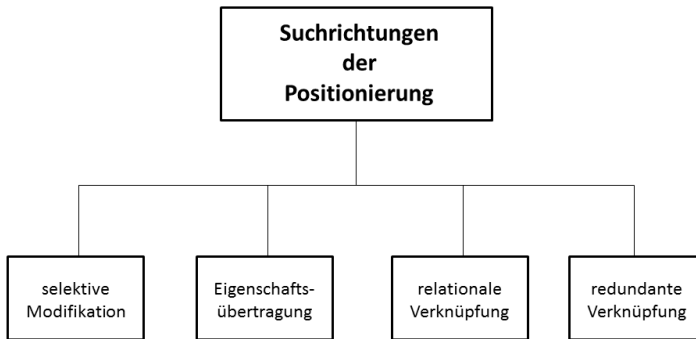 Suchrichtungen
der
Positionierung
selektive
Modifikation
Eigenschafts-
übertragung
relationale
Verknüpfung
redundante
Verknüpfung